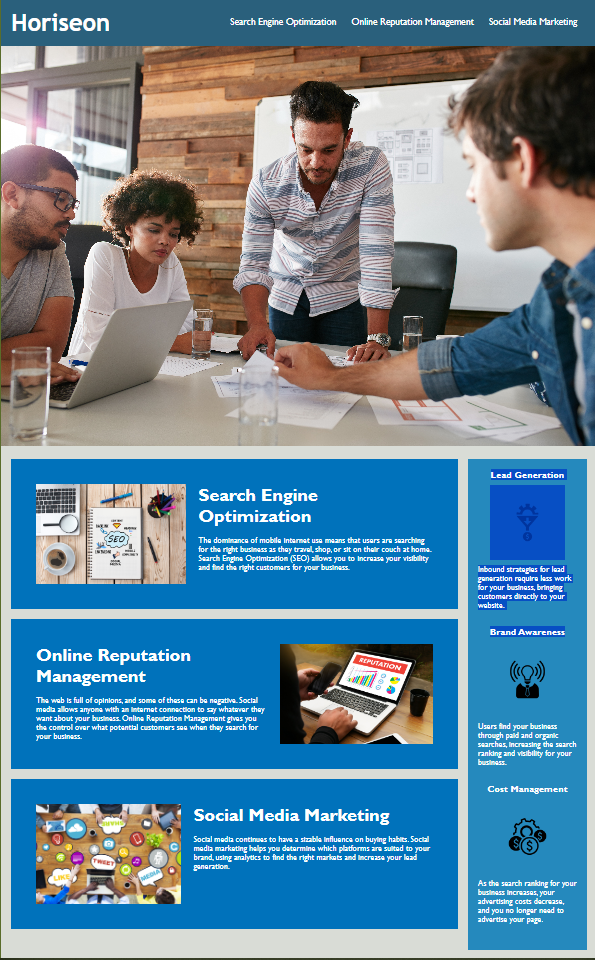 Horiseon
Search Engine Optimization Online Reputation Management Social Media Marketing
Search Engine
Optimization
The dominance of mobile internet use means that users are searching
for the right business as they travel, shop, or sit on their couch at home.
Search Engine Optimization (SEO) allows you to increase your visibility
and find the right customers for your business.
SEO
Online Reputation
Management
The web is full of opinions, and some of these can be negative. Social
media allows anyone with an internet connection to say whatever they
want about your business. Online Reputation Management gives you
the control over what potential customers see when they search for
your business.
REPUTATION
Social Media Marketing
Social media continues to have a sizable influence on buying habits. Social
media marketing helps you determine which platforms are suited to your
brand, using analytics to find the right markets and increase your lead
generation.
SHARE
TWEET
LIKE
MEDIA
Lead Generation
Inbound strategies for lead
generation require less work
for your business, bringing
customers directly to your
website.
Brand Awareness
Users find your business
through paid and organic
searches, increasing the search
ranking and visibility for your
business.
Cost Management
As the search ranking for your
business increases, your
advertising costs decrease,
and you no longer need to
advertise your page.